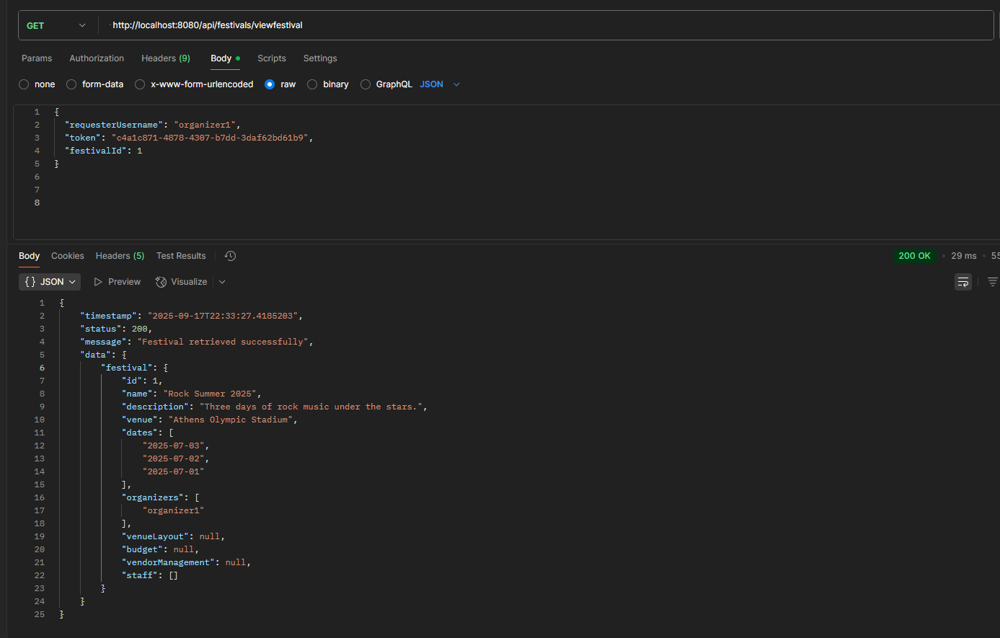 GET http://localhost:8080/api/festivals/viewfestival
Params Authorization Headers (9) Body Scripts Settings
none form-data x-www-form-urlencoded raw binary GraphQL JSON
1 {
2 "requesterUsername": "organizer1",
3 "token": "c4a1c871-4878-4307-b7dd-3daf62bd61b9",
4 "festivalId": 1
5 }
6
7
8
Body Cookies Headers (5) Test Results 200 OK • 29 ms • 55
{} JSON Preview Visualize
1 {
2 "timestamp": "2025-09-17T22:33:27.4185203",
3 "status": 200,
4 "message": "Festival retrieved successfully",
5 "data": {
6 "festival": {
7 "id": 1,
8 "name": "Rock Summer 2025",
9 "description": "Three days of rock music under the stars.",
10 "venue": "Athens Olympic Stadium",
11 "dates": [
12 "2025-07-03",
13 "2025-07-02",
14 "2025-07-01"
15 ],
16 "organizers": [
17 "organizer1"
18 ],
19 "venueLayout": null,
20 "budget": null,
21 "vendorManagement": null,
22 "staff": []
23 }
24 }
25 }